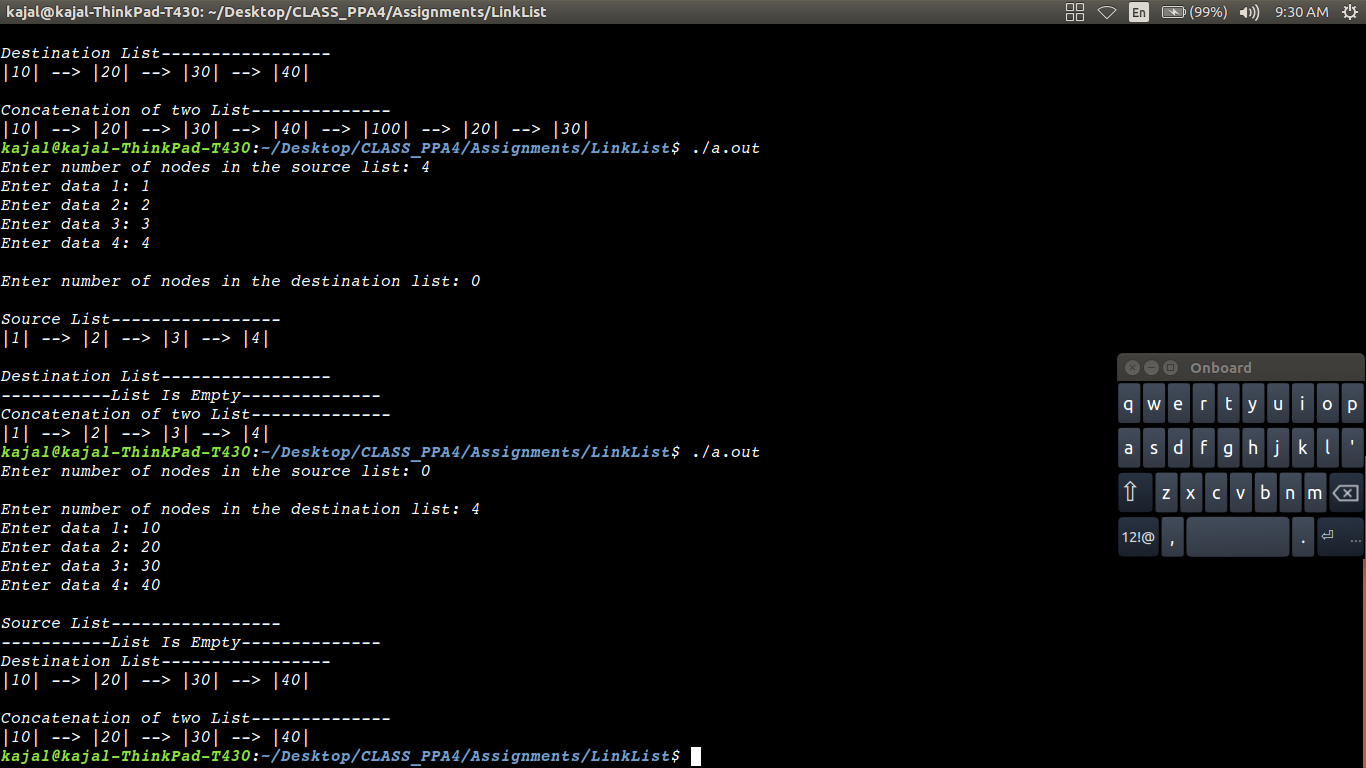 kajal@kajal-ThinkPad-T430: ~/Desktop/CLASS_PPA4/Assignments/LinkList
En (99%) 9:30 AM
Destination List-----------------
|10| --> |20| --> |30| --> |40|
Concatenation of two List--------------
|10| --> |20| --> |30| --> |40| --> |100| --> |20| --> |30|
kajal@kajal-ThinkPad-T430:~/Desktop/CLASS_PPA4/Assignments/LinkList$ ./a.out
Enter number of nodes in the source list: 4
Enter data 1: 1
Enter data 2: 2
Enter data 3: 3
Enter data 4: 4
Enter number of nodes in the destination list: 0
Source List-----------------
|1| --> |2| --> |3| --> |4|
Destination List-----------------
-----------List Is Empty--------------
Concatenation of two List--------------
|1| --> |2| --> |3| --> |4|
kajal@kajal-ThinkPad-T430:~/Desktop/CLASS_PPA4/Assignments/LinkList$ ./a.out
Enter number of nodes in the source list: 0
Enter number of nodes in the destination list: 4
Enter data 1: 10
Enter data 2: 20
Enter data 3: 30
Enter data 4: 40
Source List-----------------
-----------List Is Empty--------------
Destination List-----------------
|10| --> |20| --> |30| --> |40|
Concatenation of two List--------------
|10| --> |20| --> |30| --> |40|
kajal@kajal-ThinkPad-T430:~/Desktop/CLASS_PPA4/Assignments/LinkList$
Onboard
q w e r t y u i o p
a s d f g h j k l '
z x c v b n m
12!@ , . ...